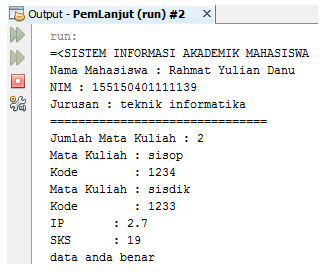 Output - PemLanjut (run) #2
run:
=<SISTEM INFORMASI AKADEMIK MAHASISWA
Nama Mahasiswa : Rahmat Yulian Danu
NIM : 155150401111139
Jurusan : teknik informatika
==============================
Jumlah Mata Kuliah : 2
Mata Kuliah : sisop
Kode        : 1234
Mata Kuliah : sisdik
Kode        : 1233
IP      : 2.7
SKS     : 19
data anda benar